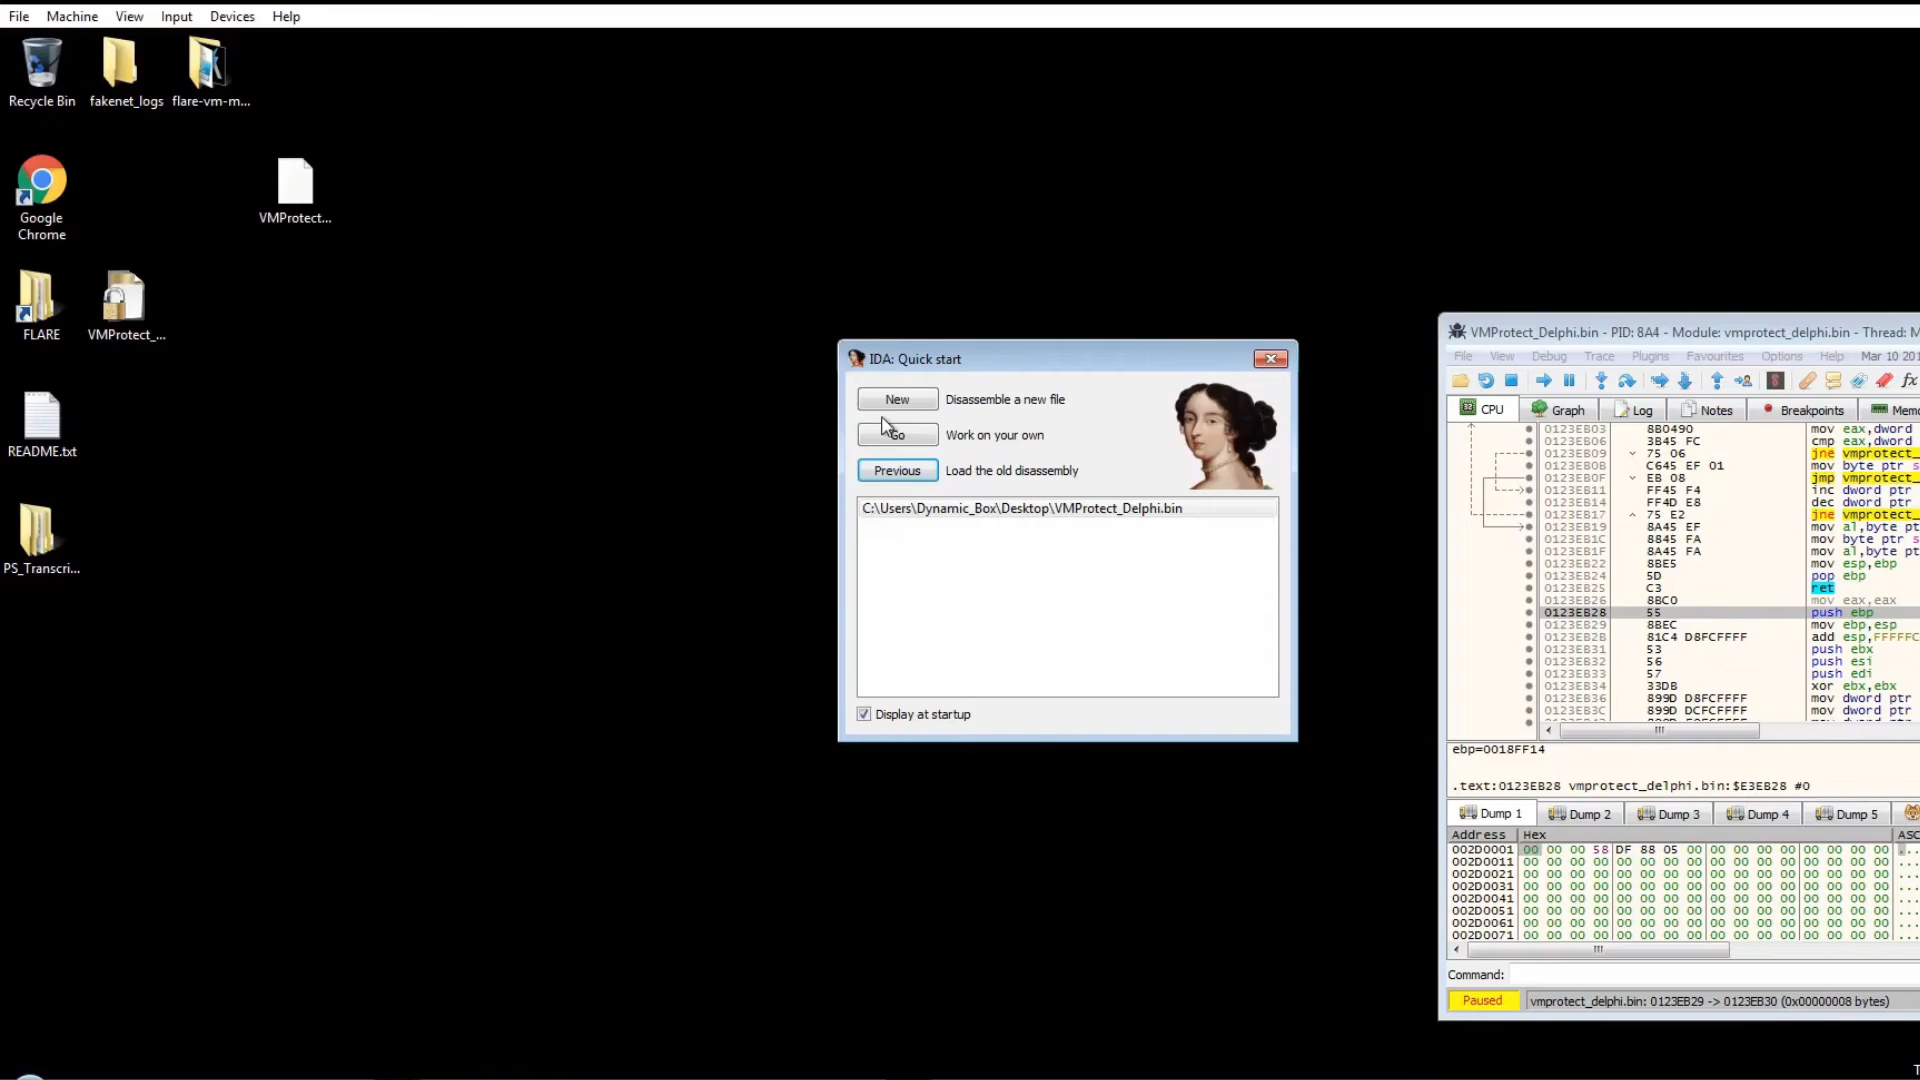 File Machine View Input Devices Help
Recycle Bin
fakenet_logs
flare-vm-m...
Google
Chrome
VMProtect...
FLARE
VMProtect_...
README.txt
PS_Transcri...
IDA: Quick start
New Disassemble a new file
Go Work on your own
Previous Load the old disassembly
C:\Users\Dynamic_Box\Desktop\VMProtect_Delphi.bin
Display at startup
VMProtect_Delphi.bin - PID: 8A4 - Module: vmprotect_delphi.bin - Thread: M
File View Debug Trace Plugins Favourites Options Help Mar 10 201
CPU Graph Log Notes Breakpoints Memo
0123EB03 8B0490 mov eax,dword
0123EB06 3B45 FC cmp eax,dword
0123EB09 75 06 jne vmprotect_
0123EB0B C645 EF 01 mov byte ptr s
0123EB0F EB 08 jmp vmprotect_
0123EB11 FF45 F4 inc dword ptr
0123EB14 FF4D E8 dec dword ptr
0123EB17 75 E2 jne vmprotect_
0123EB19 8A45 EF mov al,byte pt
0123EB1C 8845 FA mov byte ptr s
0123EB1F 8A45 FA mov al,byte pt
0123EB22 8BE5 mov esp,ebp
0123EB24 5D pop ebp
0123EB25 C3 ret
0123EB26 8BC0 mov eax,eax
0123EB28 55 push ebp
0123EB29 8BEC mov ebp,esp
0123EB2B 81C4 D8FCFFFF add esp,FFFFFC
0123EB31 53 push ebx
0123EB32 56 push esi
0123EB33 57 push edi
0123EB34 33DB xor ebx,ebx
0123EB36 899D D8FCFFFF mov dword ptr
0123EB3C 899D DCFCFFFF mov dword ptr
ebp=0018FF14
.text:0123EB28 vmprotect_delphi.bin:$E3EB28 #0
Dump 1 Dump 2 Dump 3 Dump 4 Dump 5
Address Hex ASC
002D0001 00 00 00 58 DF 88 05 00 00 00 00 00 00 00 00 00
002D0011 00 00 00 00 00 00 00 00 00 00 00 00 00 00 00 00
002D0021 00 00 00 00 00 00 00 00 00 00 00 00 00 00 00 00
002D0031 00 00 00 00 00 00 00 00 00 00 00 00 00 00 00 00
002D0041 00 00 00 00 00 00 00 00 00 00 00 00 00 00 00 00
002D0051 00 00 00 00 00 00 00 00 00 00 00 00 00 00 00 00
002D0061 00 00 00 00 00 00 00 00 00 00 00 00 00 00 00 00
002D0071 00 00 00 00 00 00 00 00 00 00 00 00 00 00 00 00
Command:
Paused vmprotect_delphi.bin: 0123EB29 -> 0123EB30 (0x00000008 bytes)